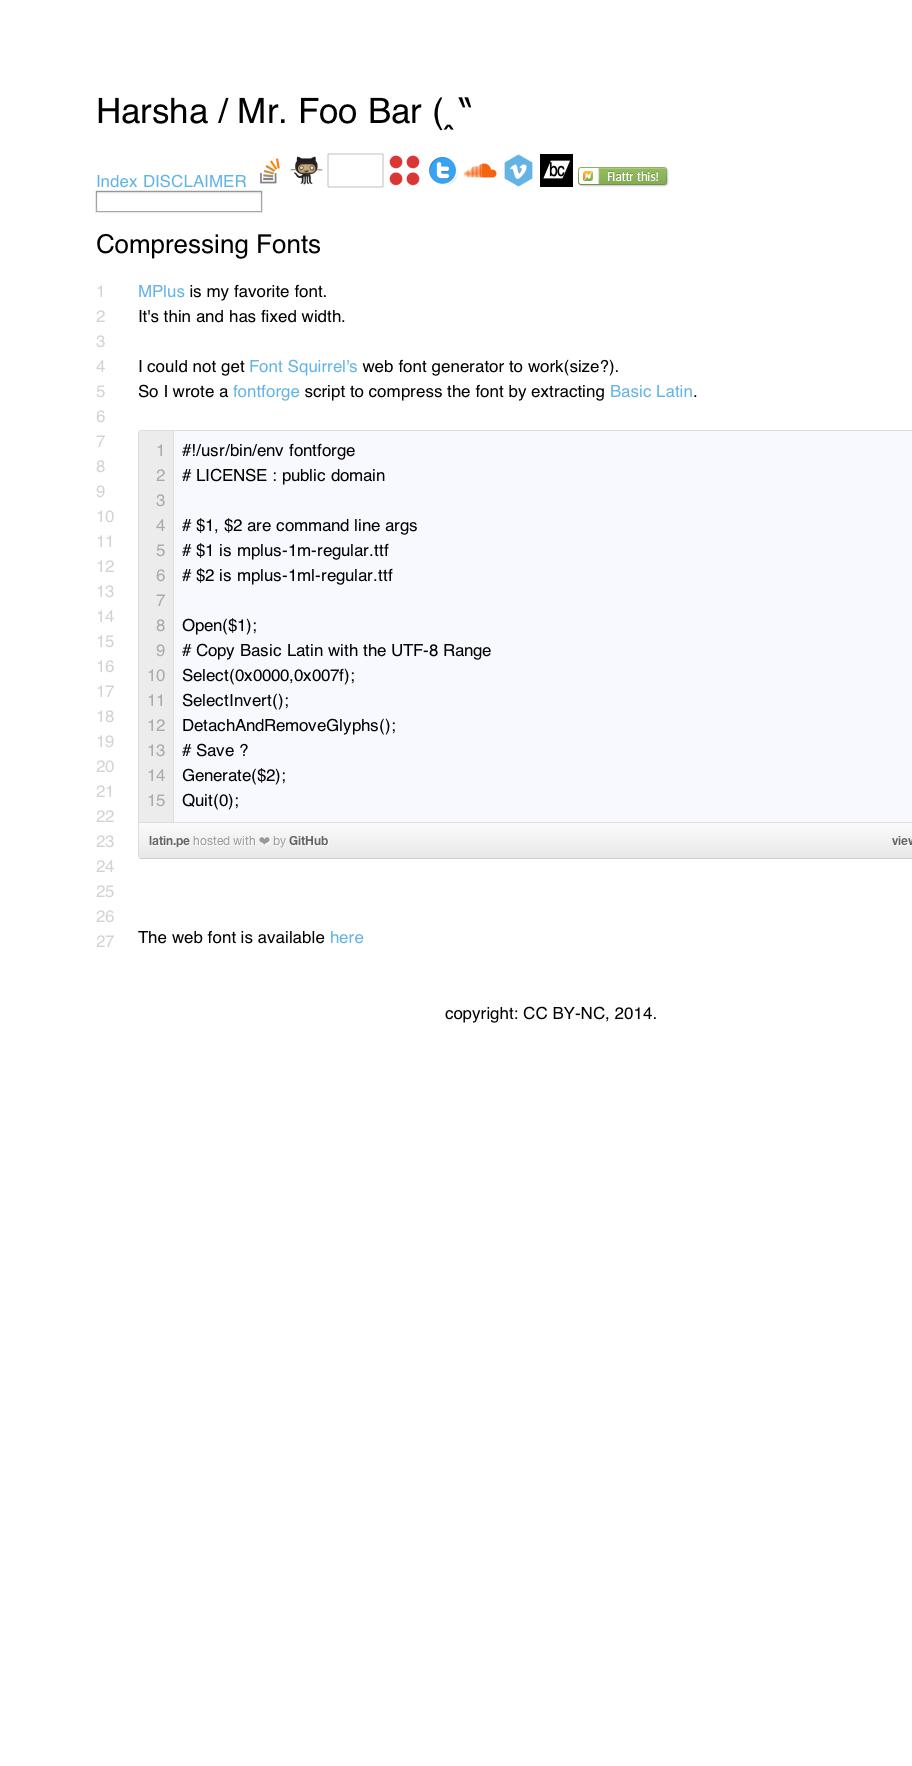 Harsha / Mr. Foo Bar (‸‶
Index DISCLAIMER
bc
Flattr this!
Compressing Fonts
1 MPlus is my favorite font.
2 It's thin and has fixed width.
3
4 I could not get Font Squirrel’s web font generator to work(size?).
5 So I wrote a fontforge script to compress the font by extracting Basic Latin.
6
7
8
9
10
11
12
13
14
15
16
17
18
19
20
21
22
23
24
25
26
27
1 #!/usr/bin/env fontforge
2 # LICENSE : public domain
3
4 # $1, $2 are command line args
5 # $1 is mplus-1m-regular.ttf
6 # $2 is mplus-1ml-regular.ttf
7
8 Open($1);
9 # Copy Basic Latin with the UTF-8 Range
10 Select(0x0000,0x007f);
11 SelectInvert();
12 DetachAndRemoveGlyphs();
13 # Save ?
14 Generate($2);
15 Quit(0);
latin.pe hosted with ❤ by GitHub
The web font is available here
copyright: CC BY-NC, 2014.